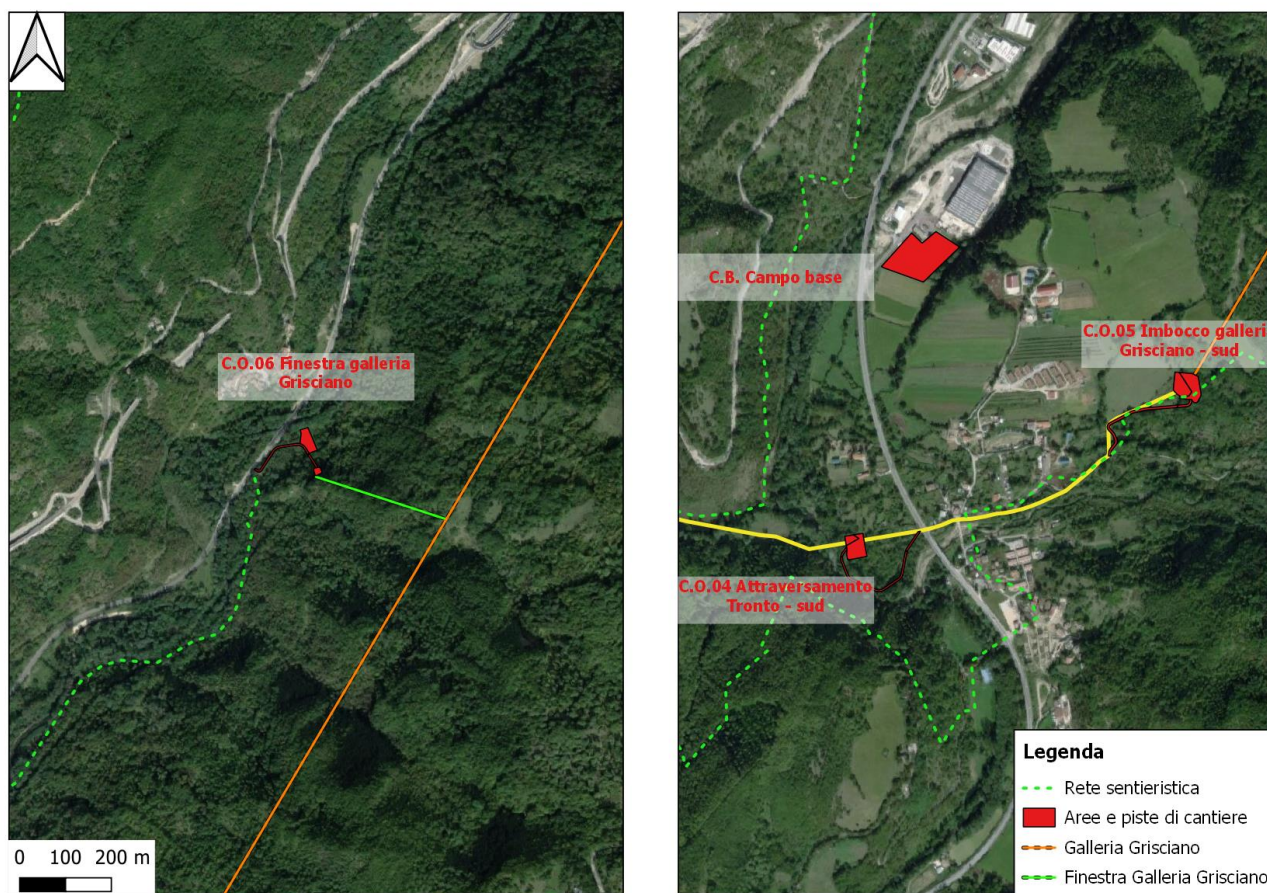 C.O.06 Finestra galleria
Grisciano
0 100 200 m
C.B. Campo base
C.O.05 Imbocco galleri
Grisciano - sud
C.O.04 Attraversamento
Tronto - sud
Legenda
Rete sentieristica
Aree e piste di cantiere
Galleria Grisciano
Finestra Galleria Grisciano